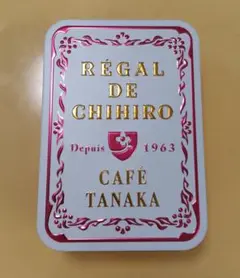 RÉGAL
DE
CHIHIRO
Depuis 1963
CAFÉ
TANAKA